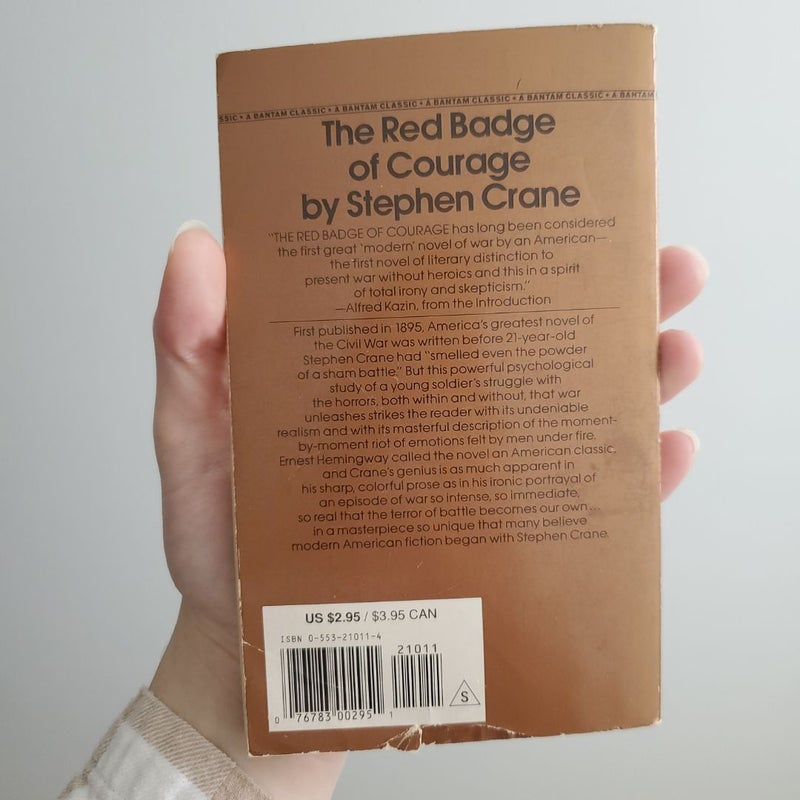 SSIC • A BANTAM CLASSIC • A BANTAM CLASSIC • A BANTAM CLASSIC • A BANTAM CLASSIC • A BANTAM
The Red Badge
of Courage
by Stephen Crane
"THE RED BADGE OF COURAGE has long been considered
the first great 'modern' novel of war by an American—
the first novel of literary distinction to
present war without heroics and this in a spirit
of total irony and skepticism."
—Alfred Kazin, from the Introduction
First published in 1895, America's greatest novel of
the Civil War was written before 21-year-old
Stephen Crane had "smelled even the powder
of a sham battle." But this powerful psychological
study of a young soldier's struggle with
the horrors, both within and without, that war
unleashes strikes the reader with its undeniable
realism and with its masterful description of the moment-
by-moment riot of emotions felt by men under fire.
Ernest Hemingway called the novel an American classic,
and Crane's genius is as much apparent in
his sharp, colorful prose as in his ironic portrayal of
an episode of war so intense, so immediate,
so real that the terror of battle becomes our own...
in a masterpiece so unique that many believe
modern American fiction began with Stephen Crane.
US $2.95 / $3.95 CAN
ISBN 0-553-21011-4
21011
S
0 76783 00295 1